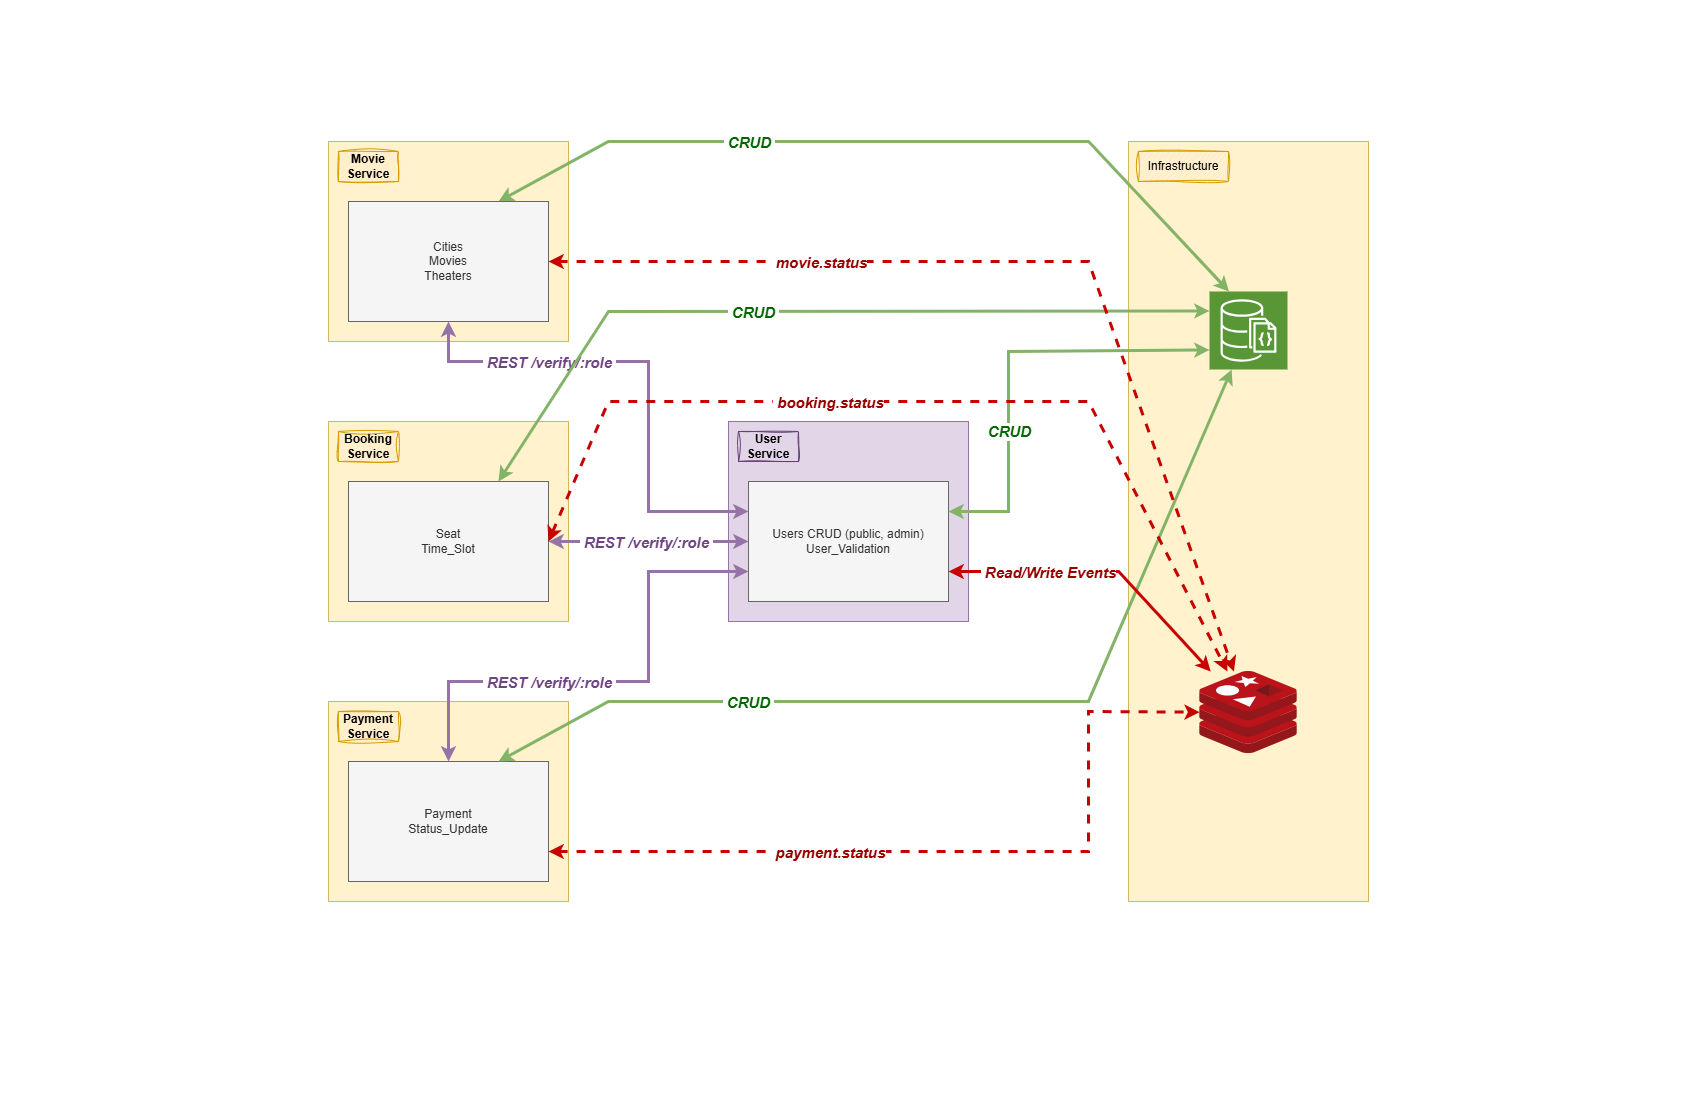 CRUD
Movie
Service
Infrastructure
Cities
Movies
Theaters
movie.status
CRUD
REST /verify/:role
booking.status
Booking
Service
User
Service
CRUD
Seat
Time_Slot
REST /verify/:role
Users CRUD (public, admin)
User_Validation
Read/Write Events
REST /verify/:role
CRUD
Payment
Service
Payment
Status_Update
payment.status